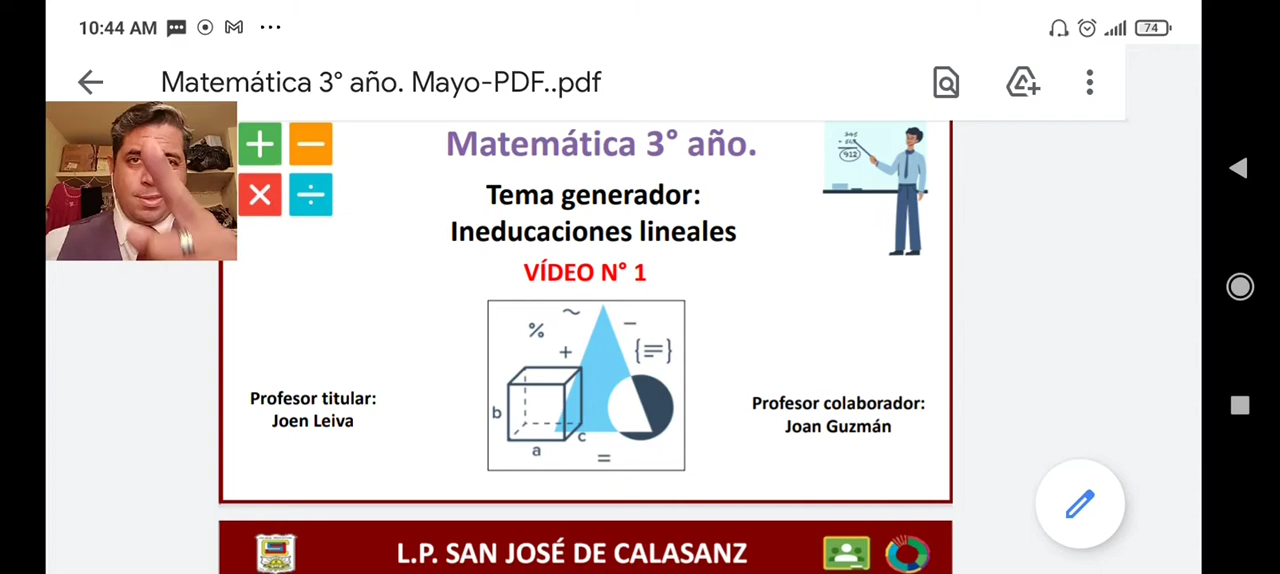 10:44 AM
74
Matemática 3° año. Mayo-PDF..pdf
Matemática 3° año.
Tema generador:
Ineducaciones lineales
VÍDEO N° 1
%
~
−
+
{=}
b
c
a
=
Profesor titular:
Joen Leiva
Profesor colaborador:
Joan Guzmán
L.P. SAN JOSÉ DE CALASANZ